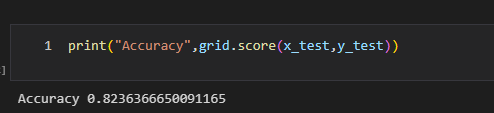 1 print("Accuracy",grid.score(x_test,y_test))
]
Accuracy 0.8236366650091165